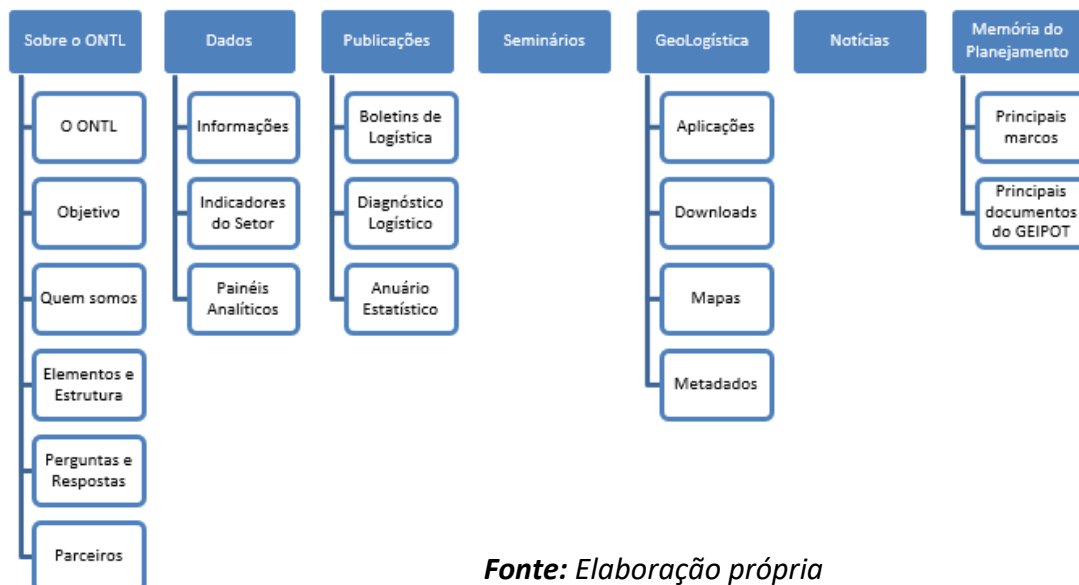 Sobre o ONTL
Dados
Publicações
Seminários
GeoLogística
Notícias
Memória do
Planejamento
O ONTL
Objetivo
Quem somos
Elementos e
Estrutura
Perguntas e
Respostas
Parceiros
Informações
Indicadores
do Setor
Painéis
Analíticos
Boletins de
Logística
Diagnóstico
Logístico
Anuário
Estatístico
Aplicações
Downloads
Mapas
Metadados
Principais
marcos
Principais
documentos
do GEIPOT
Fonte: Elaboração própria